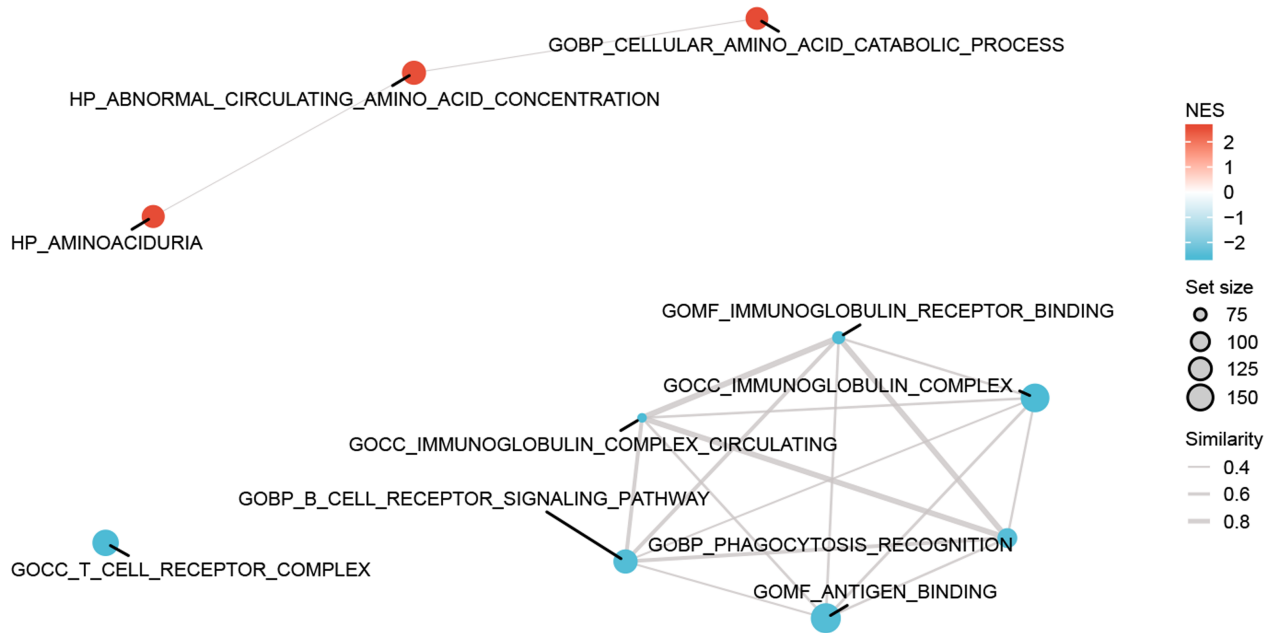 GOBP_CELLULAR_AMINO_ACID_CATABOLIC_PROCESS
HP_ABNORMAL_CIRCULATING_AMINO_ACID_CONCENTRATION
HP_AMINOACIDURIA
GOMF_IMMUNOGLOBULIN_RECEPTOR_BINDING
GOCC_IMMUNOGLOBULIN_COMPLEX
GOCC_IMMUNOGLOBULIN_COMPLEX_CIRCULATING
GOBP_B_CELL_RECEPTOR_SIGNALING_PATHWAY
GOBP_PHAGOCYTOSIS_RECOGNITION
GOCC_T_CELL_RECEPTOR_COMPLEX
GOMF_ANTIGEN_BINDING
NES
2
1
0
−1
−2
Set size
75
100
125
150
Similarity
0.4
0.6
0.8